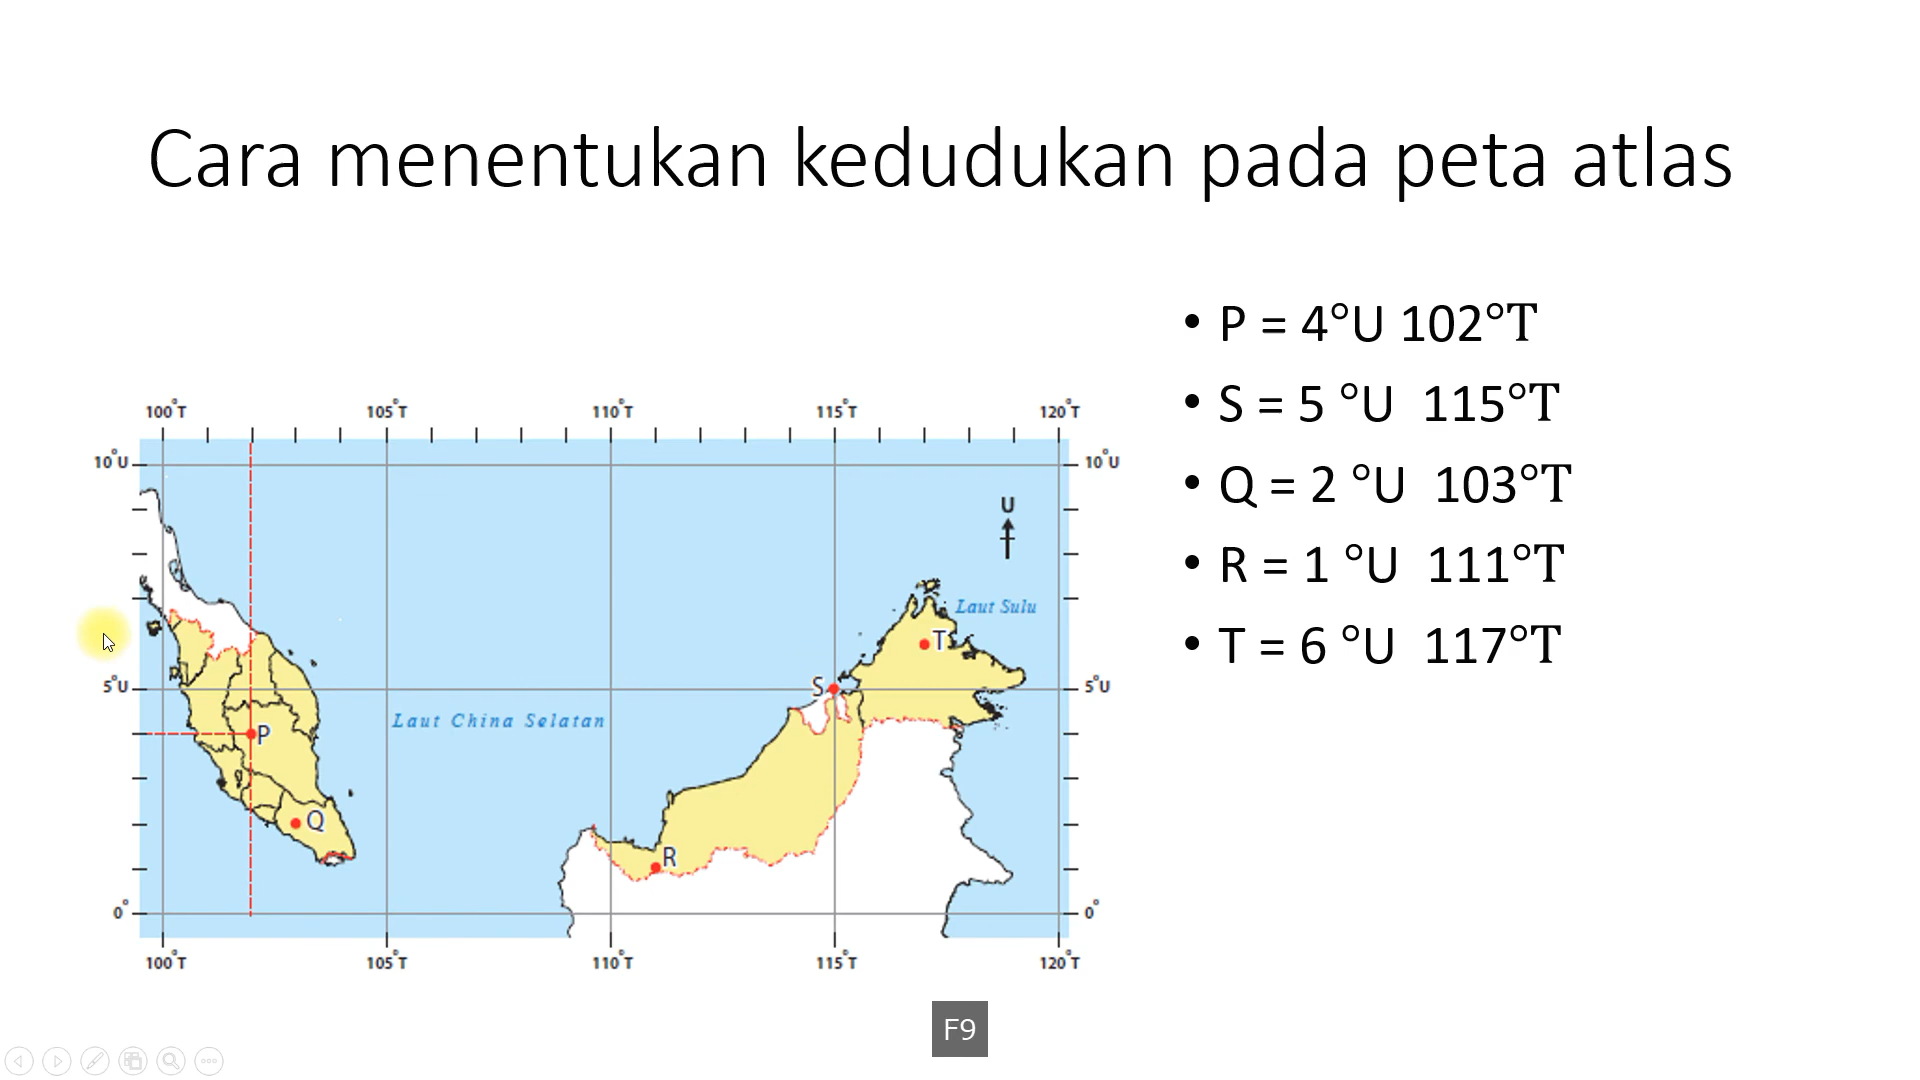 Cara menentukan kedudukan pada peta atlas
• P = 4°U 102°T
• S = 5 °U 115°T
• Q = 2 °U 103°T
• R = 1 °U 111°T
• T = 6 °U 117°T
100°T 105°T 110°T 115°T 120°T
10°U 10°U
U
Laut Sulu
T
5°U S 5°U
Laut China Selatan
P
Q
R
0° 0°
100°T 105°T 110°T 115°T 120°T
F9